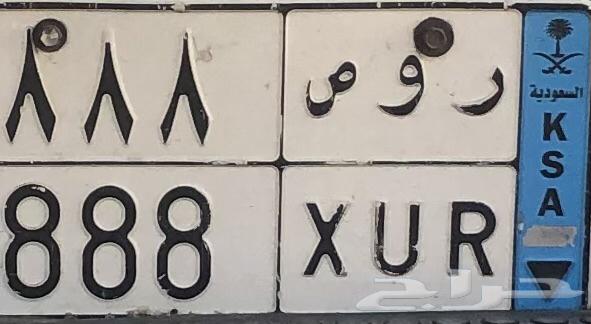 ٨٨٨ ص و ر
888 XUR
السعودية
K
S
A
حراج